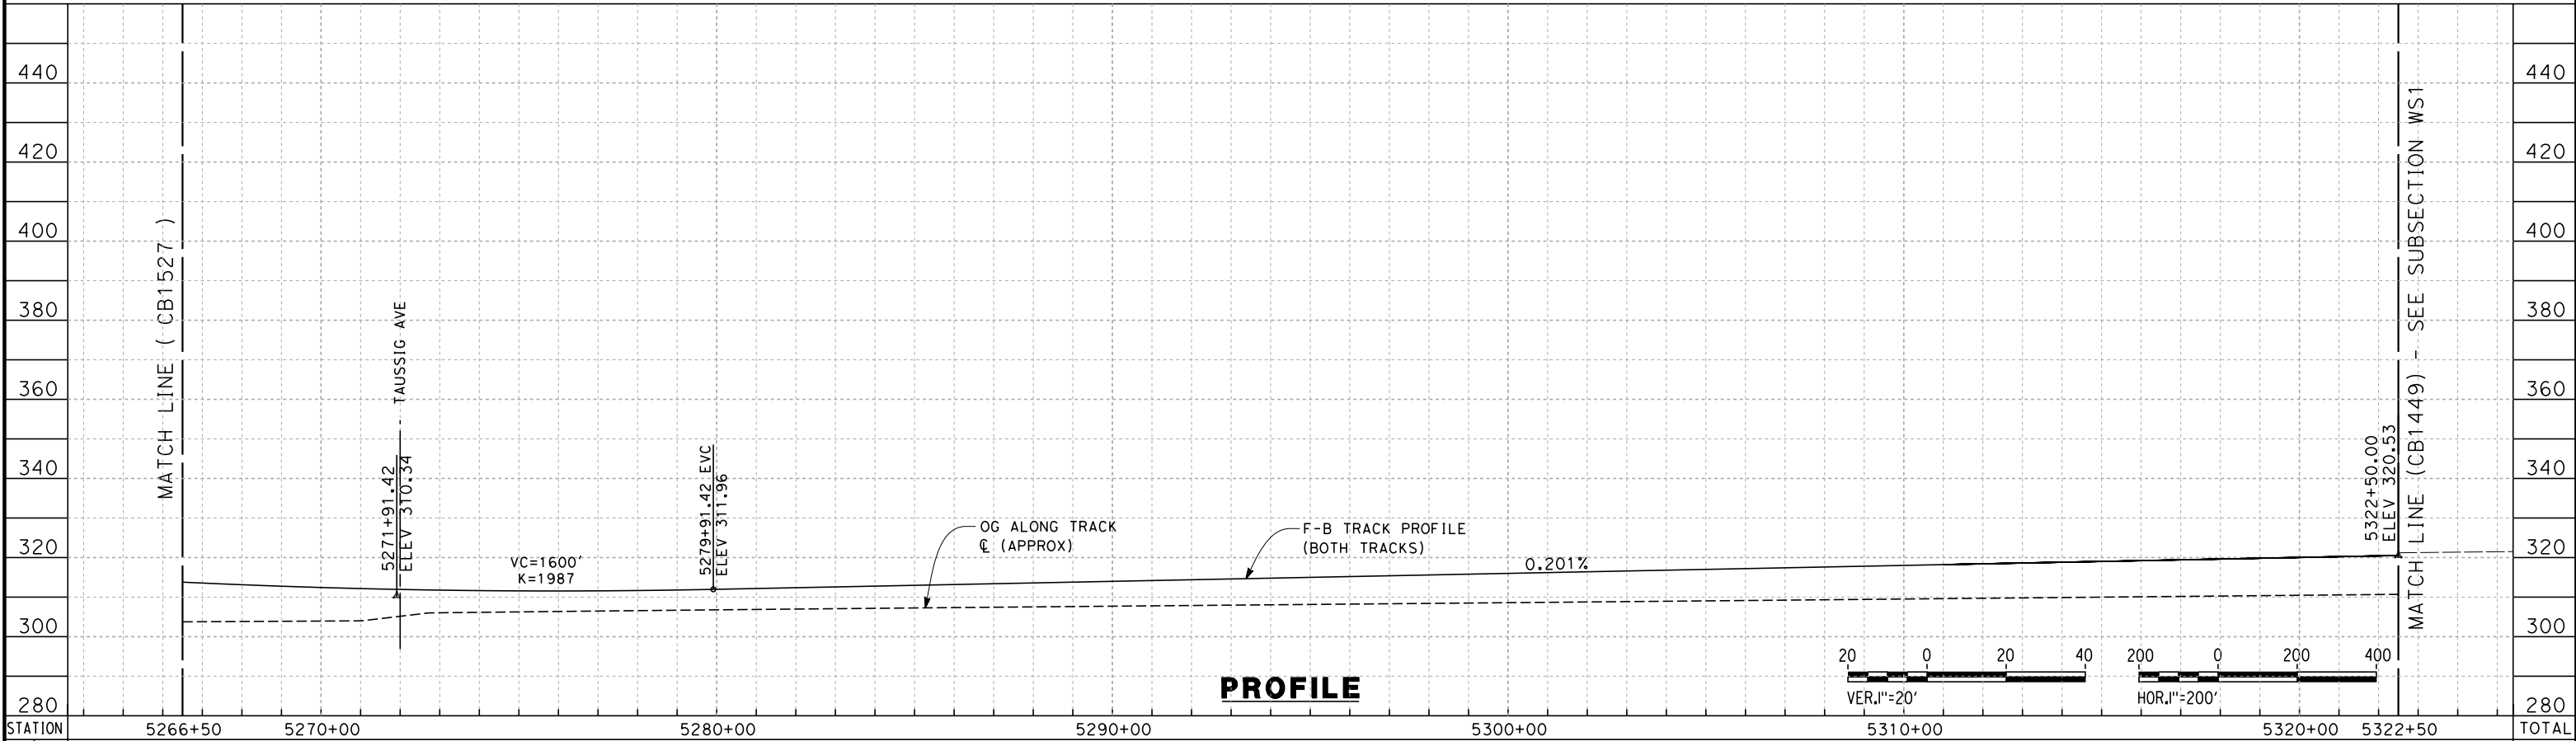 440
420
400
380
360
340
320
300
280
MATCH LINE ( CB1527 )
TAUSSIG AVE
5271+91.42
ELEV 310.34
VC=1600'
K=1987
5279+91.42 EVC
ELEV 311.96
OG ALONG TRACK
℄ (APPROX)
F-B TRACK PROFILE
(BOTH TRACKS)
0.201%
5322+50.00
ELEV 320.53
MATCH LINE (CB1449) - SEE SUBSECTION WS1
440
420
400
380
360
340
320
300
280
PROFILE
20 0 20 40
VER.1"=20'
200 0 200 400
HOR.1"=200'
STATION 5266+50 5270+00 5280+00 5290+00 5300+00 5310+00 5320+00 5322+50 TOTAL